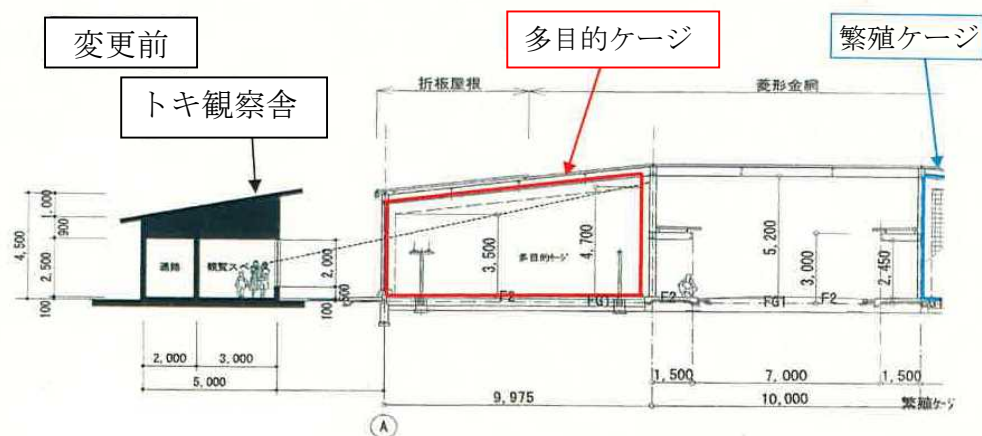 変更前
多目的ケージ
繁殖ケージ
折板屋根
菱形金網
トキ観察舎
1,000
900
4,500
2,500
100
通路
観覧スペース
2,000
500
100
3,500
4,700
多目的ケージ
5,200
3,000
2,450
F2
FG1
F2
FG1
F2
2,000
3,000
5,000
1,500
7,000
1,500
9,975
10,000
繁殖ケージ
A